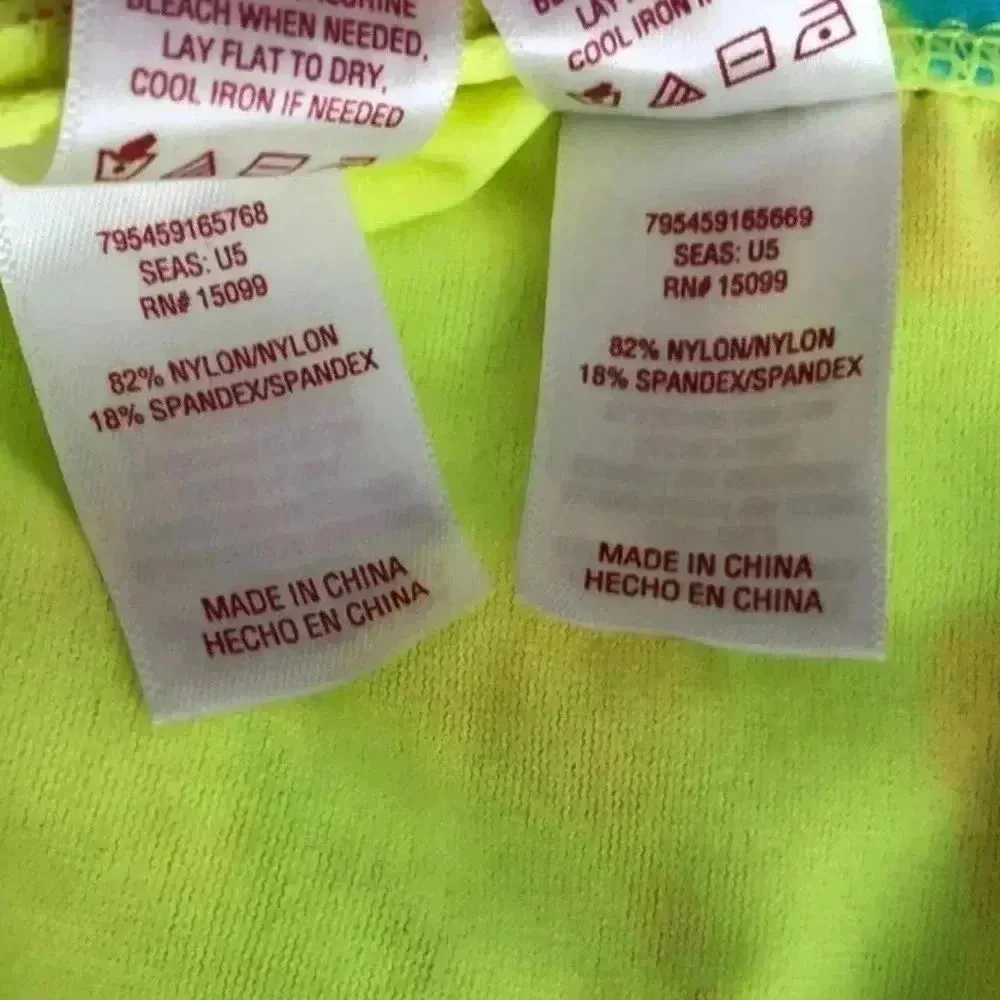 BLEACH WHEN NEEDED,
LAY FLAT TO DRY,
COOL IRON IF NEEDED
795459165768
SEAS: U5
RN# 15099
82% NYLON/NYLON
18% SPANDEX/SPANDEX
MADE IN CHINA
HECHO EN CHINA
LAY
COOL IRON
795459165669
SEAS: U5
RN# 15099
82% NYLON/NYLON
18% SPANDEX/SPANDEX
MADE IN CHINA
HECHO EN CHINA